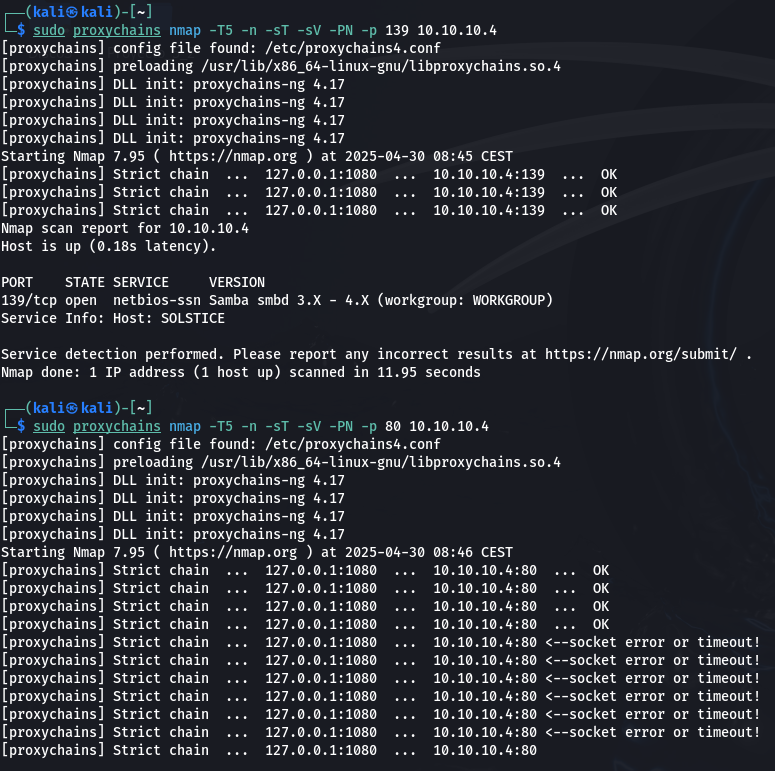 ┌──(kali㉿kali)-[~]
└─$ sudo proxychains nmap -T5 -n -sT -sV -PN -p 139 10.10.10.4
[proxychains] config file found: /etc/proxychains4.conf
[proxychains] preloading /usr/lib/x86_64-linux-gnu/libproxychains.so.4
[proxychains] DLL init: proxychains-ng 4.17
[proxychains] DLL init: proxychains-ng 4.17
[proxychains] DLL init: proxychains-ng 4.17
[proxychains] DLL init: proxychains-ng 4.17
Starting Nmap 7.95 ( https://nmap.org ) at 2025-04-30 08:45 CEST
[proxychains] Strict chain  ...  127.0.0.1:1080  ...  10.10.10.4:139  ...  OK
[proxychains] Strict chain  ...  127.0.0.1:1080  ...  10.10.10.4:139  ...  OK
[proxychains] Strict chain  ...  127.0.0.1:1080  ...  10.10.10.4:139  ...  OK
Nmap scan report for 10.10.10.4
Host is up (0.18s latency).

PORT    STATE SERVICE     VERSION
139/tcp open  netbios-ssn Samba smbd 3.X - 4.X (workgroup: WORKGROUP)
Service Info: Host: SOLSTICE

Service detection performed. Please report any incorrect results at https://nmap.org/submit/ .
Nmap done: 1 IP address (1 host up) scanned in 11.95 seconds

┌──(kali㉿kali)-[~]
└─$ sudo proxychains nmap -T5 -n -sT -sV -PN -p 80 10.10.10.4
[proxychains] config file found: /etc/proxychains4.conf
[proxychains] preloading /usr/lib/x86_64-linux-gnu/libproxychains.so.4
[proxychains] DLL init: proxychains-ng 4.17
[proxychains] DLL init: proxychains-ng 4.17
[proxychains] DLL init: proxychains-ng 4.17
[proxychains] DLL init: proxychains-ng 4.17
Starting Nmap 7.95 ( https://nmap.org ) at 2025-04-30 08:46 CEST
[proxychains] Strict chain  ...  127.0.0.1:1080  ...  10.10.10.4:80  ...  OK
[proxychains] Strict chain  ...  127.0.0.1:1080  ...  10.10.10.4:80  ...  OK
[proxychains] Strict chain  ...  127.0.0.1:1080  ...  10.10.10.4:80  ...  OK
[proxychains] Strict chain  ...  127.0.0.1:1080  ...  10.10.10.4:80  ...  OK
[proxychains] Strict chain  ...  127.0.0.1:1080  ...  10.10.10.4:80 <--socket error or timeout!
[proxychains] Strict chain  ...  127.0.0.1:1080  ...  10.10.10.4:80 <--socket error or timeout!
[proxychains] Strict chain  ...  127.0.0.1:1080  ...  10.10.10.4:80 <--socket error or timeout!
[proxychains] Strict chain  ...  127.0.0.1:1080  ...  10.10.10.4:80 <--socket error or timeout!
[proxychains] Strict chain  ...  127.0.0.1:1080  ...  10.10.10.4:80 <--socket error or timeout!
[proxychains] Strict chain  ...  127.0.0.1:1080  ...  10.10.10.4:80 <--socket error or timeout!
[proxychains] Strict chain  ...  127.0.0.1:1080  ...  10.10.10.4:80